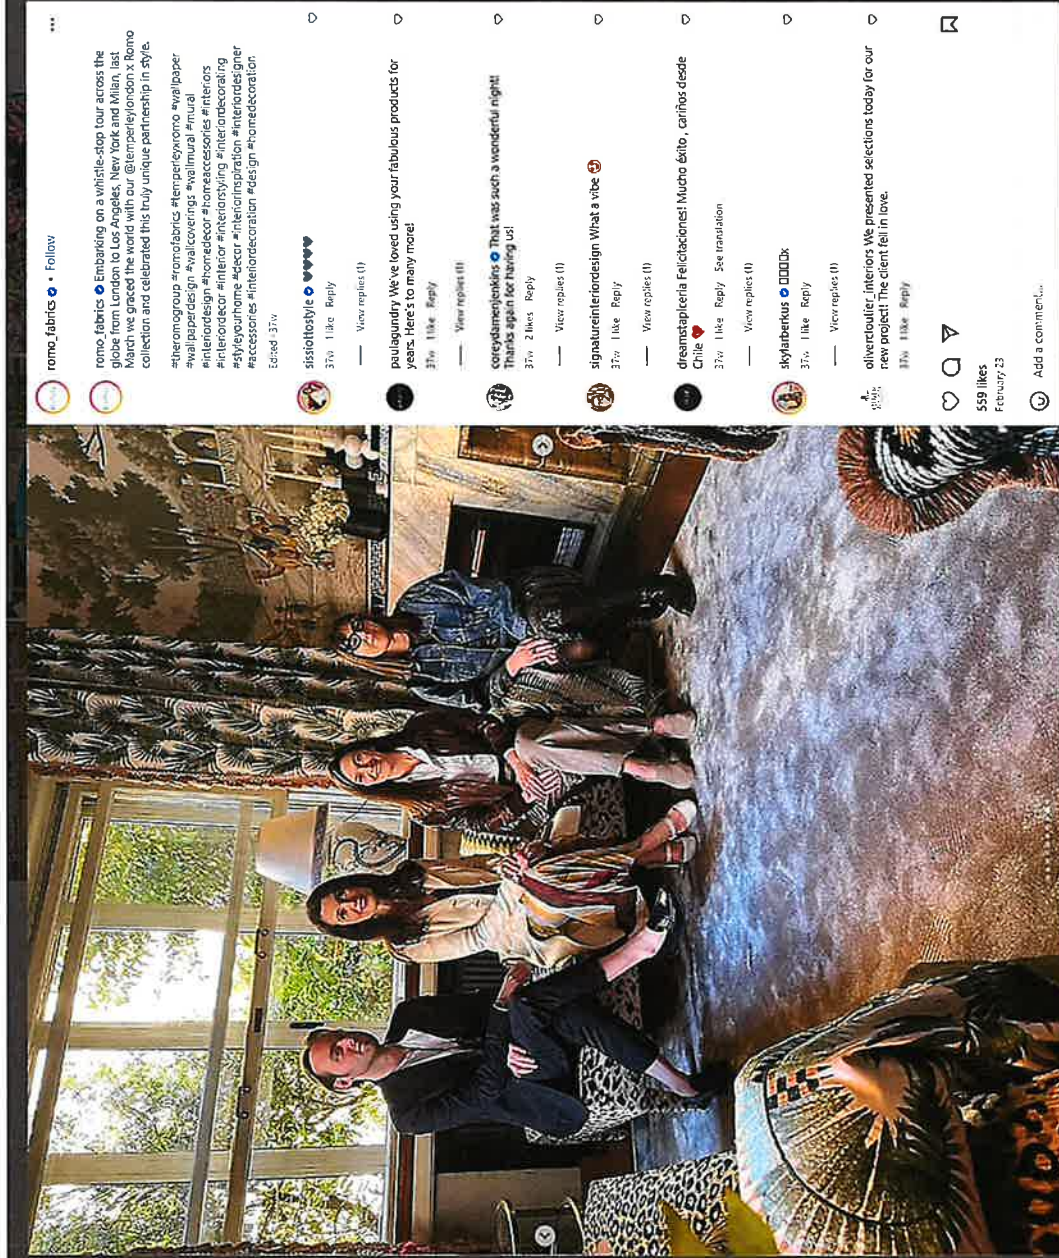 romo_fabrics • Follow
romo_fabrics Embarking on a whistle-stop tour across the
globe from London to Los Angeles, New York and Milan, last
March we graced the world with our @temperleylondon x Romo
collection and celebrated this truly unique partnership in style.
#theromogroup #romofabrics #temperleyxromo #wallpaper
#wallpaperdesign #wallcoverings #wallmural #mural
#interiordesign #homedecor #homeaccessories #interiors
#interiordecor #interior #interiorstyling #interiordecorating
#styleyourhome #decor #interiorinspiration #interiordesigner
#accessories #interiordecoration #design #homedecoration
Edited · 37w
sissiottostyle ♥♥♥♥
37w 1 like Reply
View replies (1)
paulagundry We've loved using your fabulous products for
years. Here's to many more!
37w 1 like Reply
View replies (1)
coreydamenjenkins That was such a wonderful night!
Thanks again for having us!
37w 2 likes Reply
View replies (1)
signatureinteriordesign What a vibe
37w 1 like Reply
View replies (1)
dreamstapiceria Felicitaciones! Mucho éxito , cariños desde
Chile ♥
37w 1 like Reply See translation
View replies (1)
skylarberkus □□□□x
37w 1 like Reply
View replies (1)
olivercloutier_interiors We presented selections today for our
new project! The client fell in love.
37w 1 like Reply
559 likes
February 23
Add a comment...